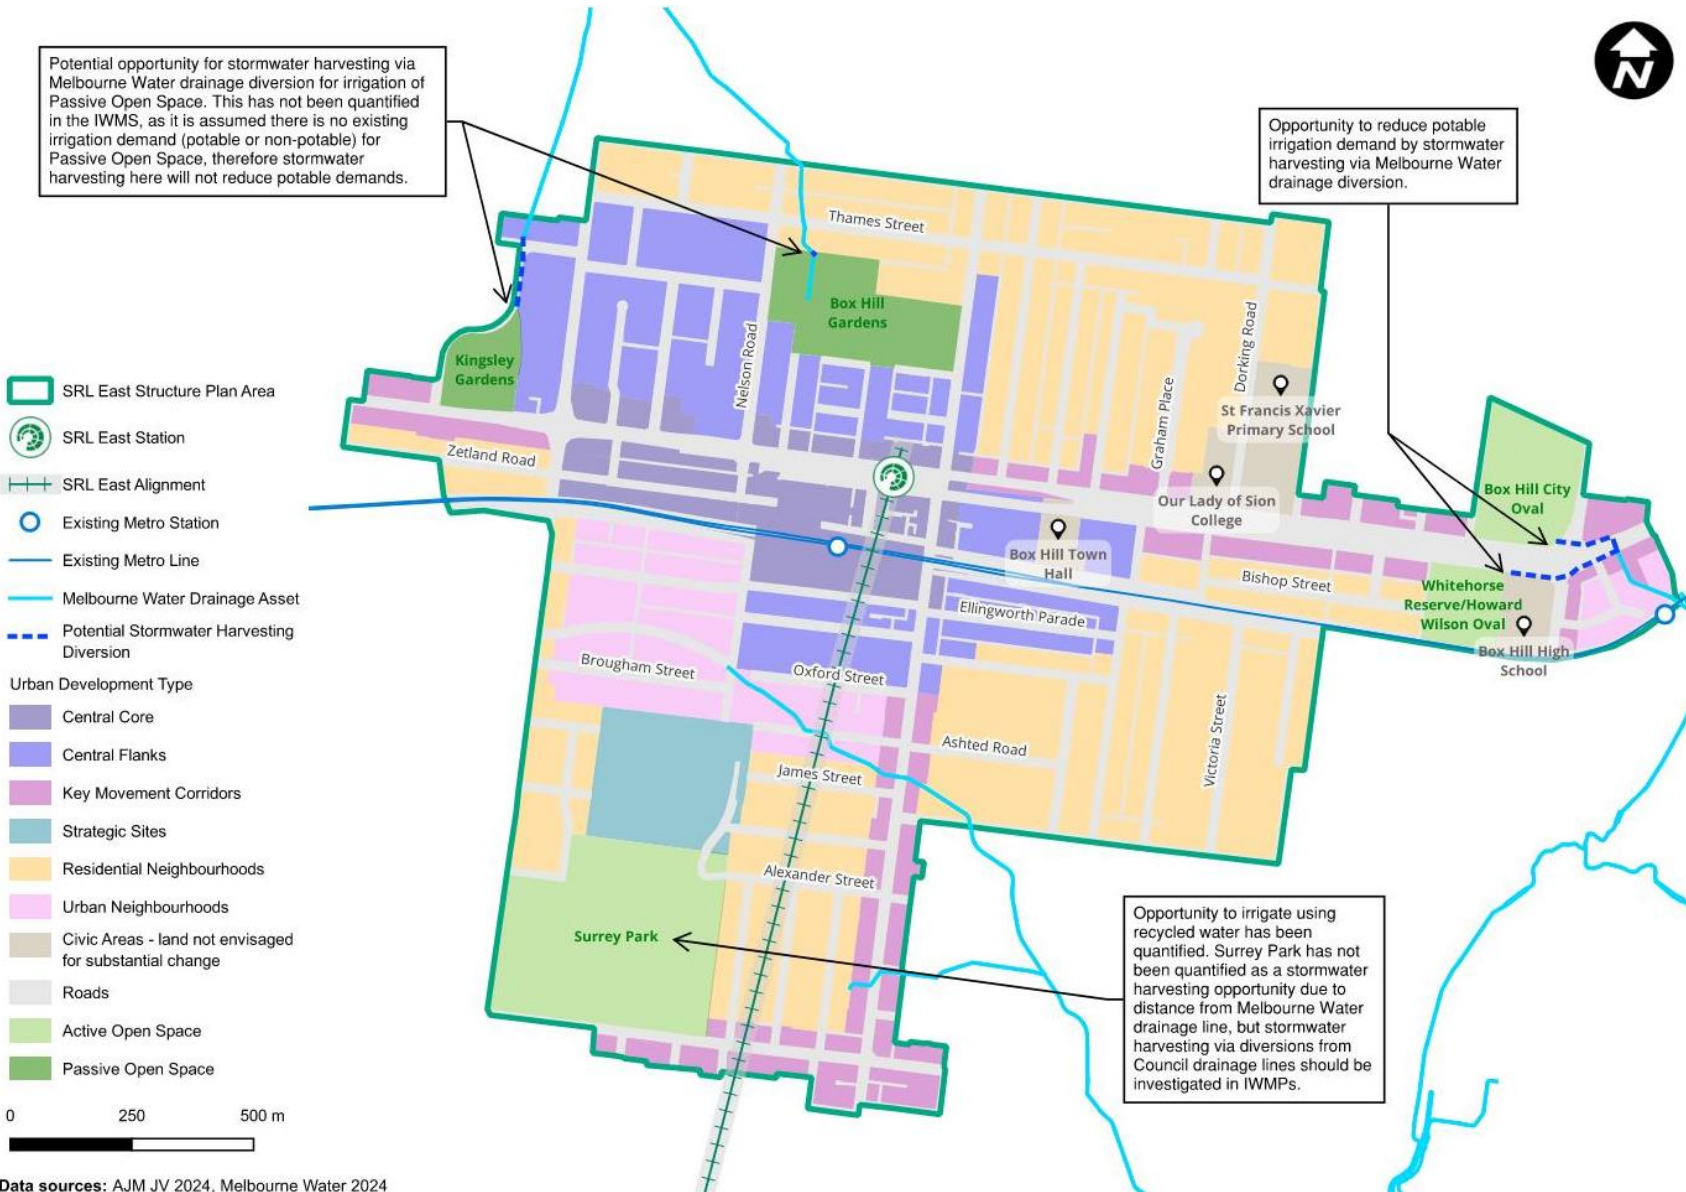 Potential opportunity for stormwater harvesting via
Melbourne Water drainage diversion for irrigation of
Passive Open Space. This has not been quantified
in the IWMS, as it is assumed there is no existing
irrigation demand (potable or non-potable) for
Passive Open Space, therefore stormwater
harvesting here will not reduce potable demands.
N
Opportunity to reduce potable
irrigation demand by stormwater
harvesting via Melbourne Water
drainage diversion.
Thames Street
Box Hill
Gardens
Kingsley
Gardens
Nelson Road
Dorking Road
Graham Place
St Francis Xavier
Primary School
Zetland Road
Our Lady of Sion
College
Box Hill City
Oval
Box Hill Town
Hall
Bishop Street
Whitehorse
Reserve/Howard
Wilson Oval
Ellingworth Parade
Box Hill High
School
Brougham Street
Oxford Street
Victoria Street
Ashted Road
James Street
Alexander Street
Surrey Park
Opportunity to irrigate using
recycled water has been
quantified. Surrey Park has not
been quantified as a stormwater
harvesting opportunity due to
distance from Melbourne Water
drainage line, but stormwater
harvesting via diversions from
Council drainage lines should be
investigated in IWMPs.
SRL East Structure Plan Area
SRL East Station
SRL East Alignment
Existing Metro Station
Existing Metro Line
Melbourne Water Drainage Asset
Potential Stormwater Harvesting
Diversion
Urban Development Type
Central Core
Central Flanks
Key Movement Corridors
Strategic Sites
Residential Neighbourhoods
Urban Neighbourhoods
Civic Areas - land not envisaged
for substantial change
Roads
Active Open Space
Passive Open Space
0 250 500 m
Data sources: AJM JV 2024, Melbourne Water 2024